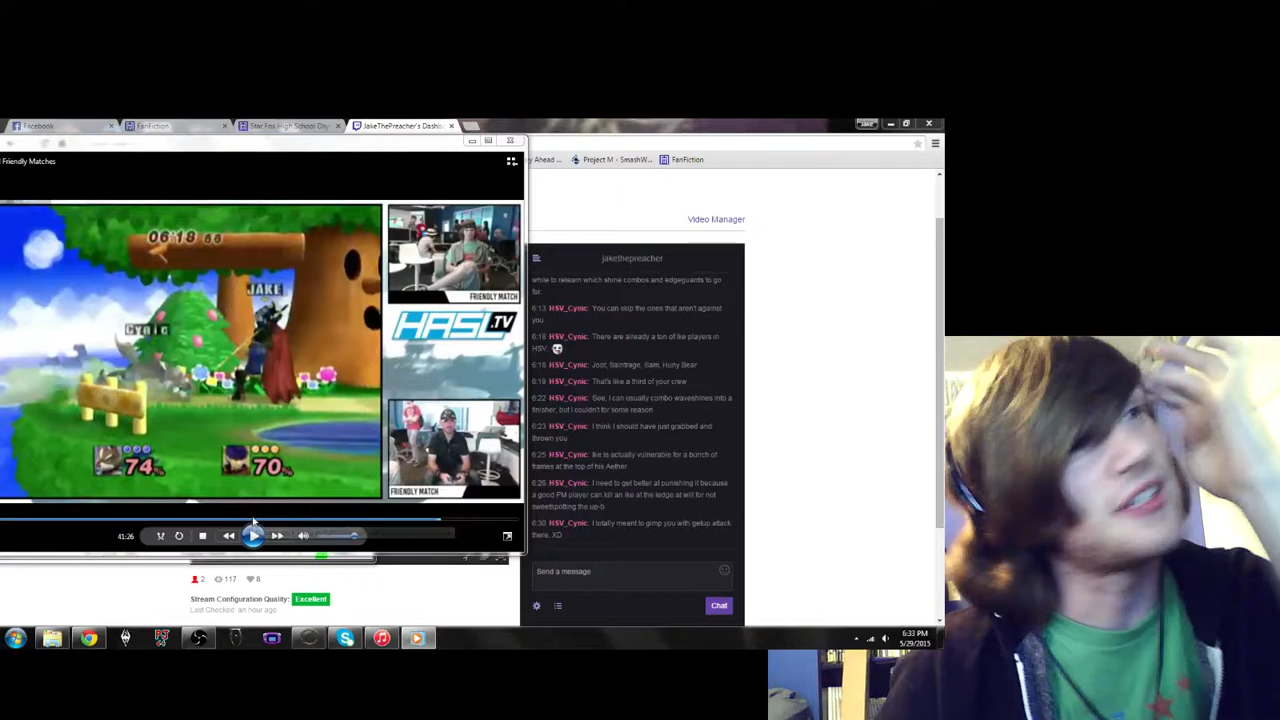 Facebook
FanFiction
Star Fox High School Days
JakeThePreacher's Dashb
Jake
Friendly Matches
ey Ahead ...
Project M - SmashW...
FanFiction
Video Manager
06:18 66
JAKE
Cynic
74%
70%
FRIENDLY MATCH
HASL.TV
FRIENDLY MATCH
jakethepreacher
while to relearn which shine combos and edgeguards to go
for.
6:13 HSV_Cynic: You can skip the ones that aren't against
you
6:18 HSV_Cynic: There are already a ton of Ike players in
HSV.
6:18 HSV_Cynic: Joot, Saintrage, Sam, Huny Bear
6:19 HSV_Cynic: That's like a third of your crew
6:22 HSV_Cynic: See, I can usually combo waveshines into a
finisher, but I couldn't for some reason
6:23 HSV_Cynic: I think I should have just grabbed and
thrown you
6:25 HSV_Cynic: Ike is actually vulnerable for a bunch of
frames at the top of his Aether
6:26 HSV_Cynic: I need to get better at punishing it because
a good PM player can kill an Ike at the ledge at will for not
sweetspotting the up-b
6:30 HSV_Cynic: I totally meant to gimp you with getup attack
there. XD
Send a message
Chat
41:26
2 117 8
Stream Configuration Quality: Excellent
Last Checked: an hour ago
6:33 PM
5/29/2015